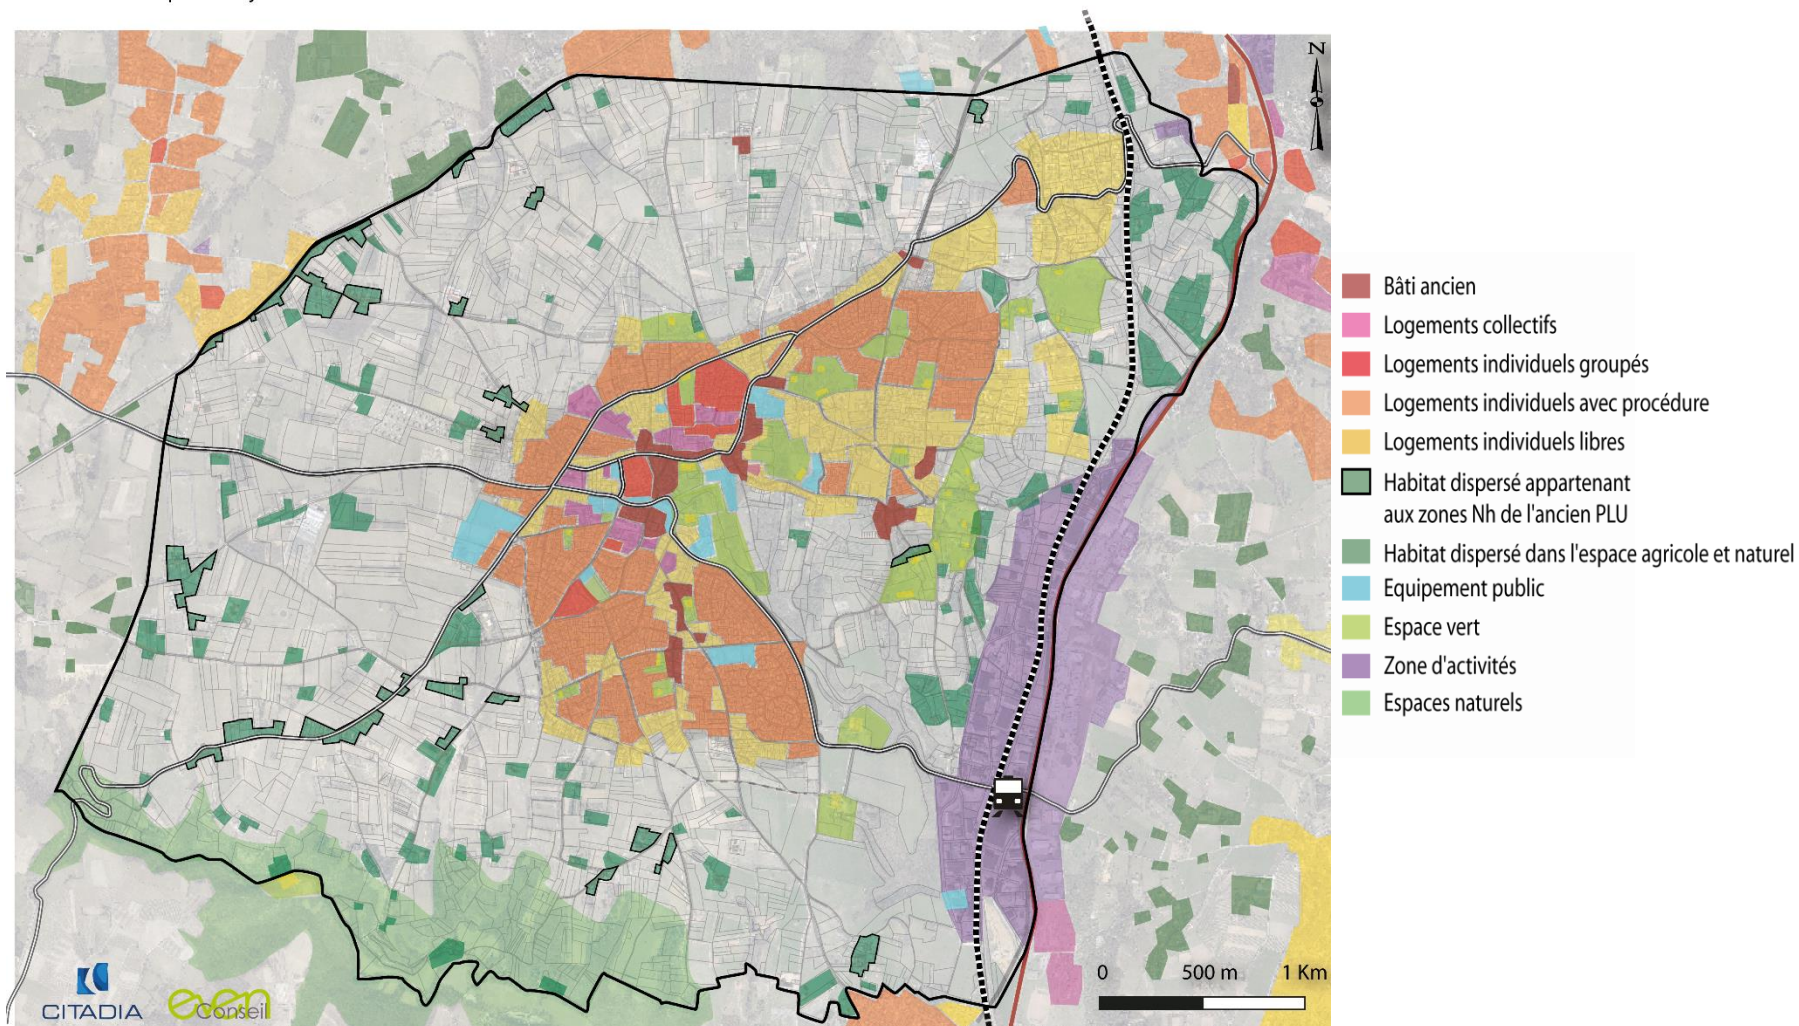 N
Bâti ancien
Logements collectifs
Logements individuels groupés
Logements individuels avec procédure
Logements individuels libres
Habitat dispersé appartenant
aux zones Nh de l'ancien PLU
Habitat dispersé dans l'espace agricole et naturel
Equipement public
Espace vert
Zone d'activités
Espaces naturels
0 500 m 1 Km
CITADIA
even
Conseil